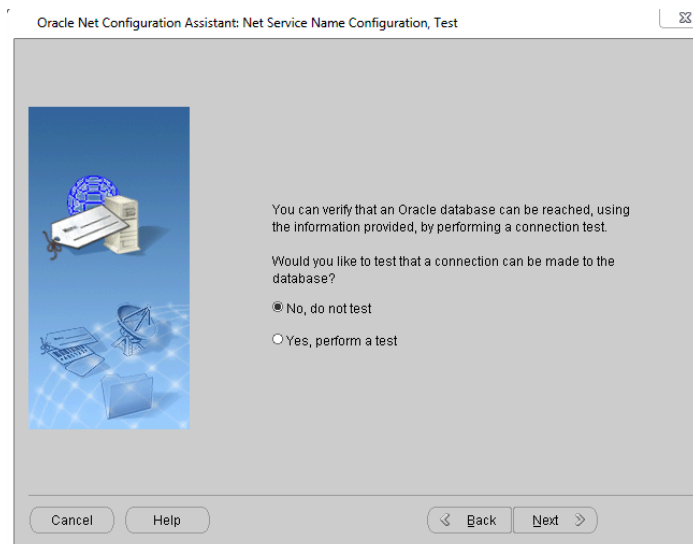 Oracle Net Configuration Assistant: Net Service Name Configuration, Test
You can verify that an Oracle database can be reached, using
the information provided, by performing a connection test.
Would you like to test that a connection can be made to the
database?
No, do not test
Yes, perform a test
Cancel
Help
Back
Next